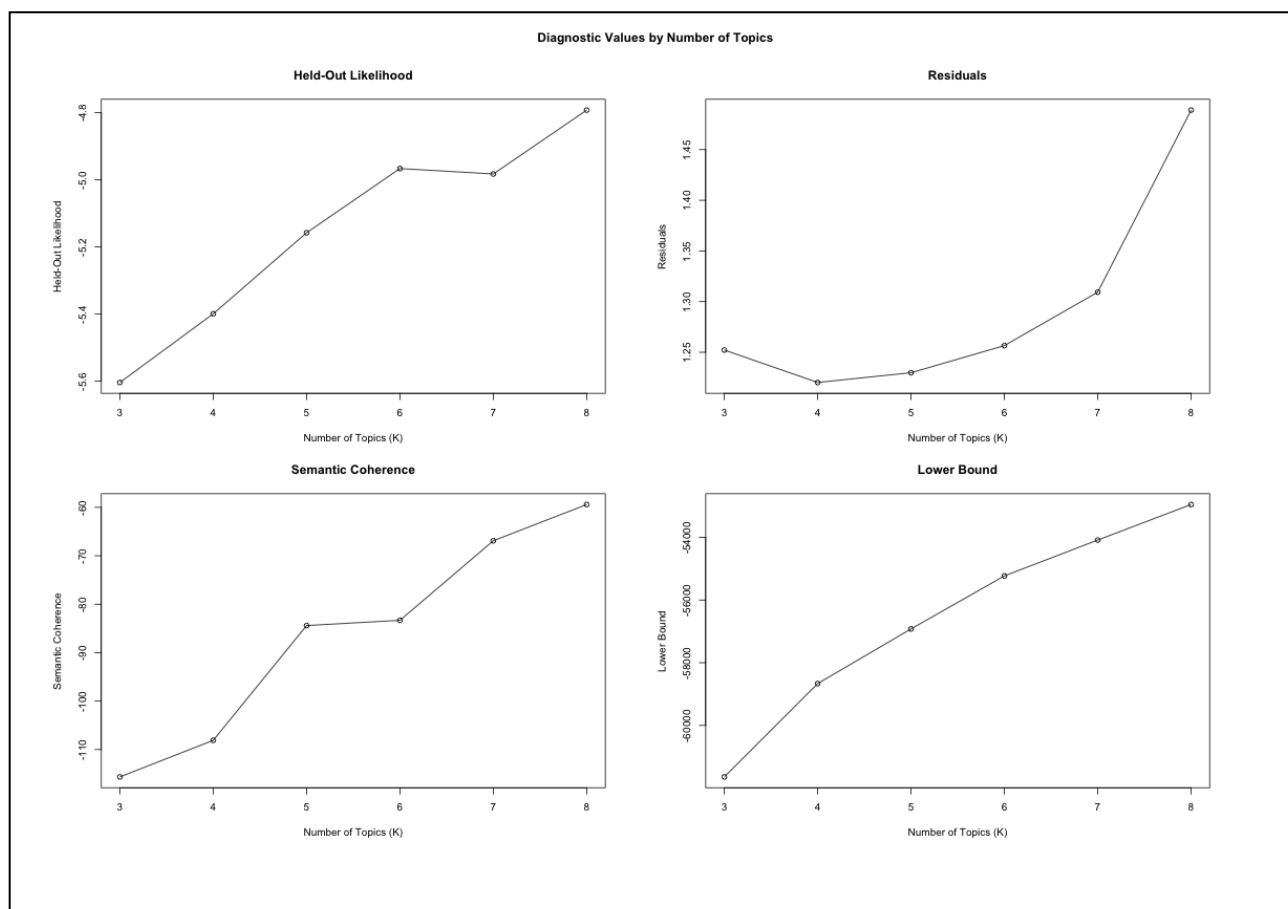 Diagnostic Values by Number of Topics
Held-Out Likelihood
Held-Out Likelihood
-4.8
-5.0
-5.2
-5.4
-5.6
3 4 5 6 7 8
Number of Topics (K)
Residuals
Residuals
1.45
1.40
1.35
1.30
1.25
3 4 5 6 7 8
Number of Topics (K)
Semantic Coherence
Semantic Coherence
-60
-70
-80
-90
-100
-110
3 4 5 6 7 8
Number of Topics (K)
Lower Bound
Lower Bound
-54000
-56000
-58000
-60000
3 4 5 6 7 8
Number of Topics (K)